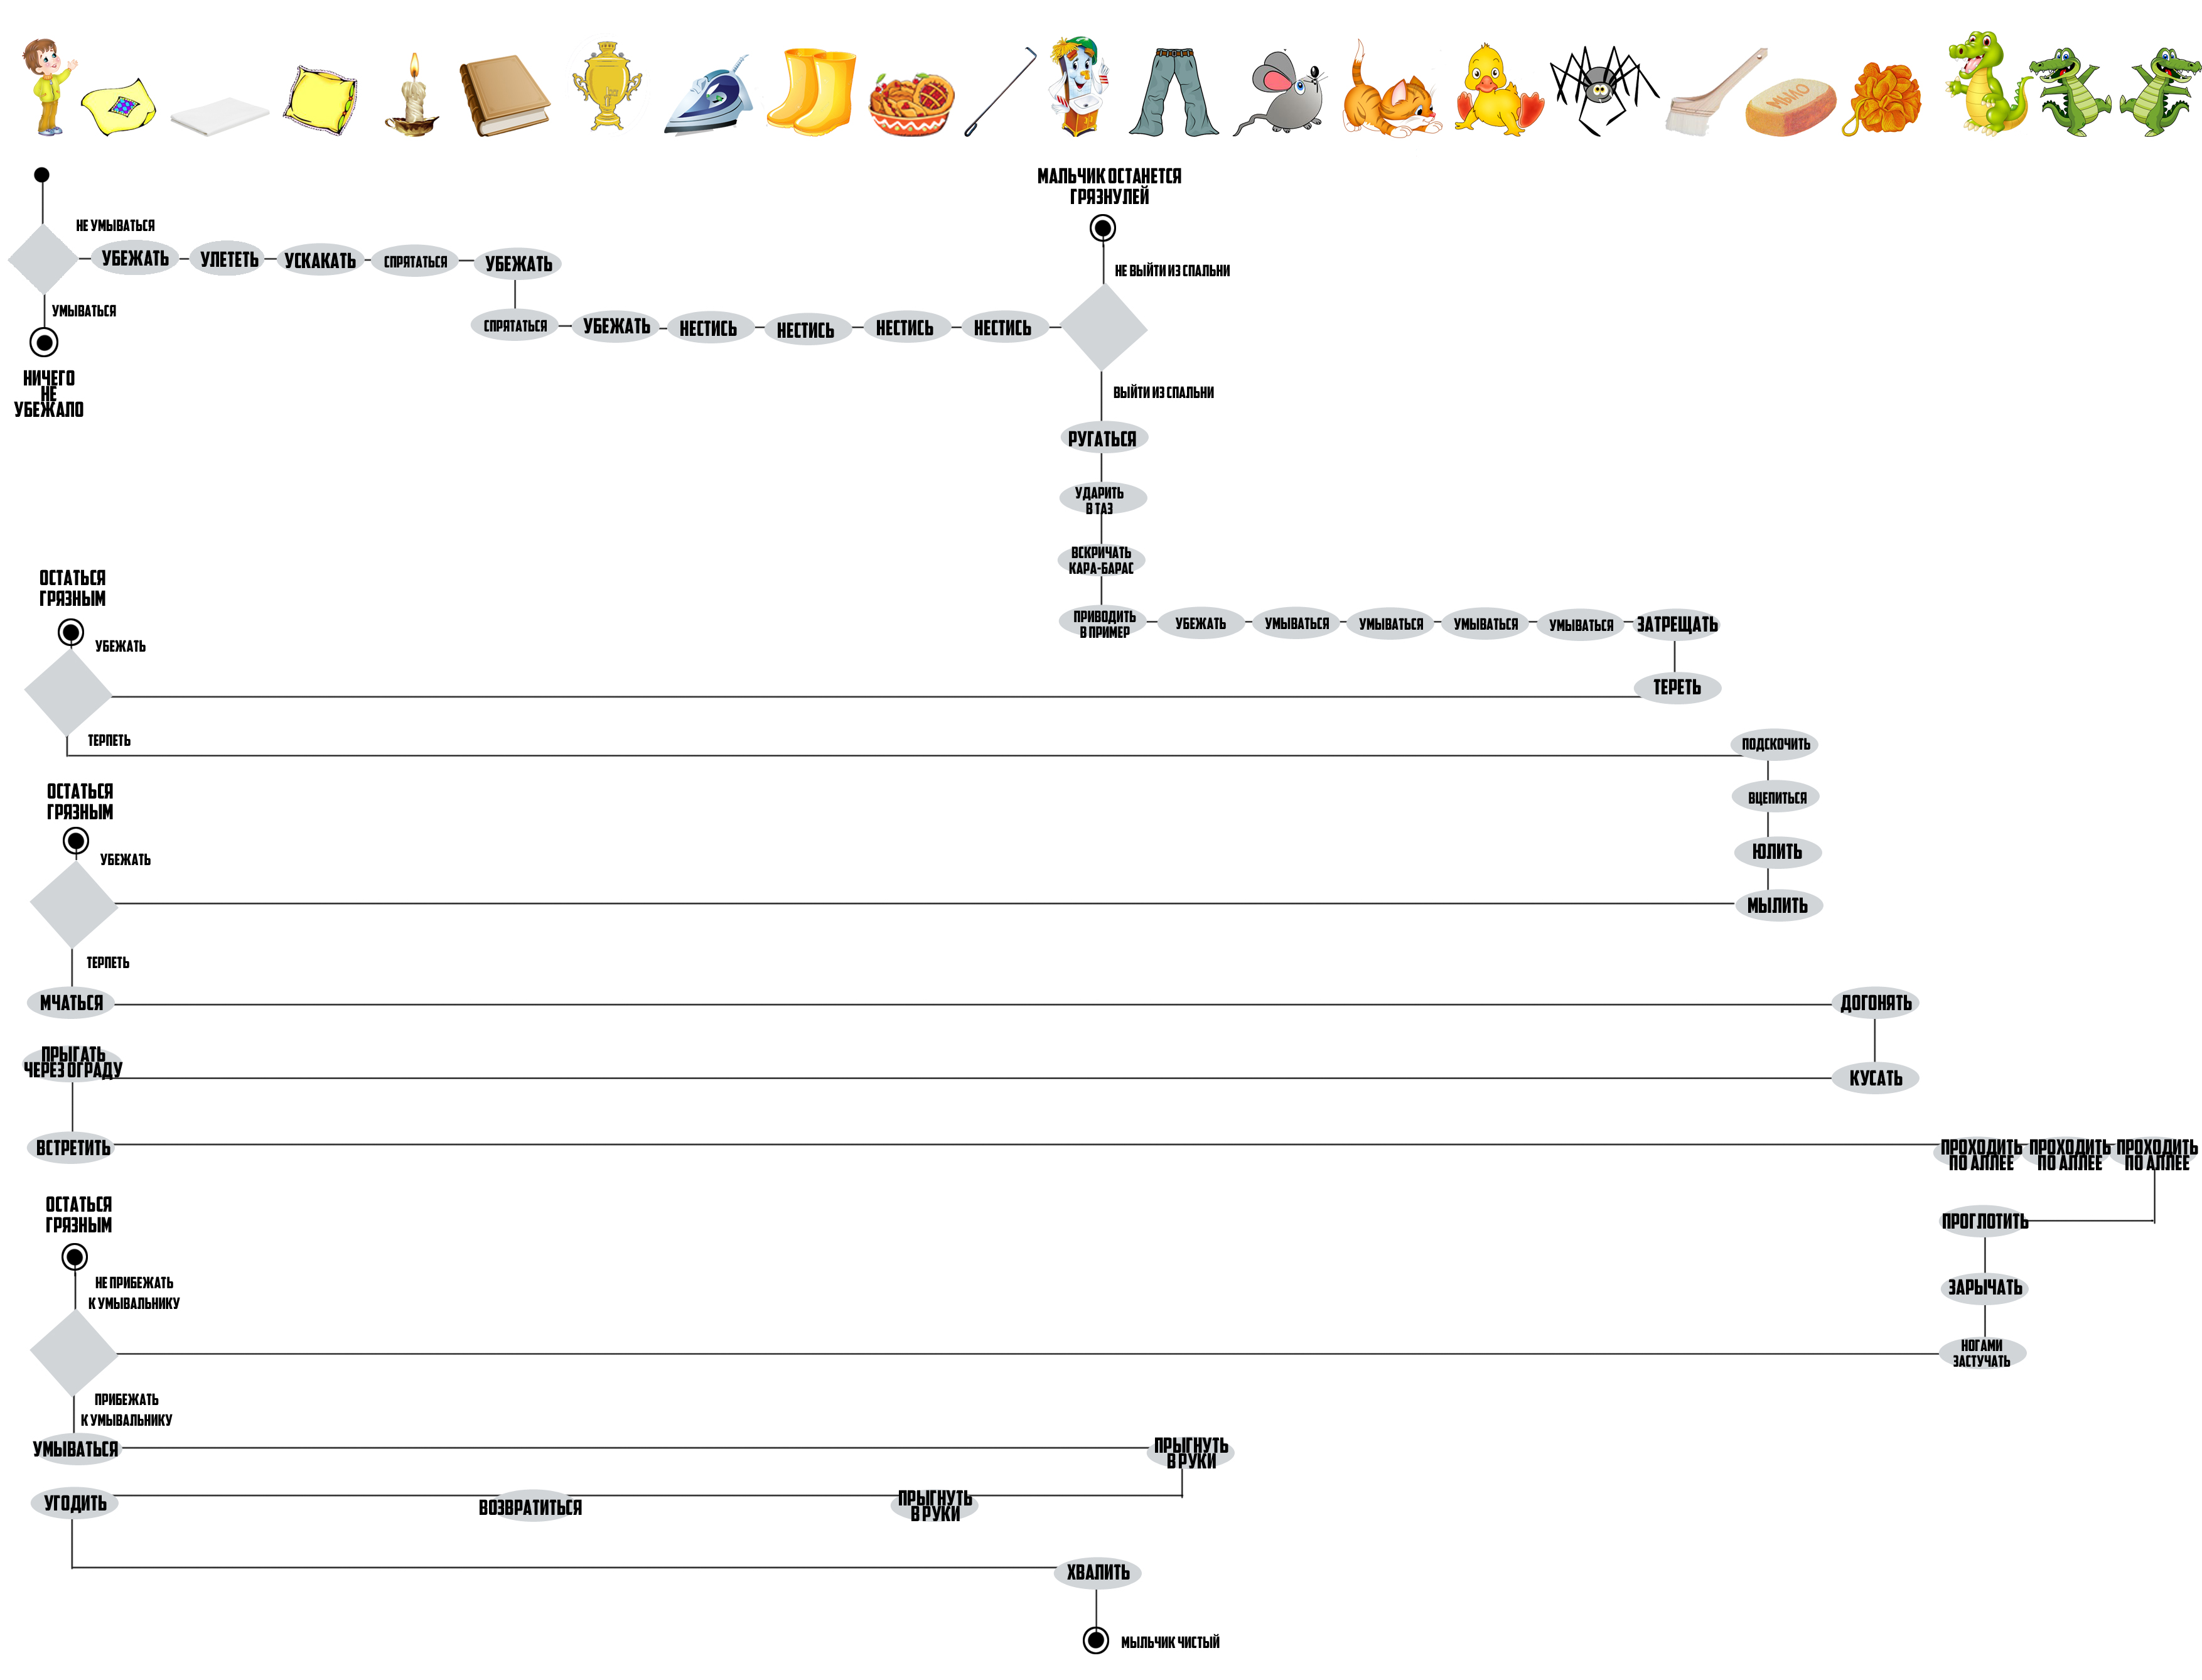 МЫЛО
МАЛЬЧИК ОСТАНЕТСЯ
ГРЯЗНУЛЕЙ
НЕ УМЫВАТЬСЯ
УБЕЖАТЬ
УЛЕТЕТЬ
УСКАКАТЬ
СПРЯТАТЬСЯ
УБЕЖАТЬ
НЕ ВЫЙТИ ИЗ СПАЛЬНИ
УМЫВАТЬСЯ
СПРЯТАТЬСЯ
УБЕЖАТЬ
НЕСТИСЬ
НЕСТИСЬ
НЕСТИСЬ
НЕСТИСЬ
НИЧЕГО
НЕ
УБЕЖАЛО
ВЫЙТИ ИЗ СПАЛЬНИ
РУГАТЬСЯ
УДАРИТЬ
В ТАЗ
ВСКРИЧАТЬ
КАРА-БАРАС
ОСТАТЬСЯ
ГРЯЗНЫМ
ПРИВОДИТЬ
В ПРИМЕР
УБЕЖАТЬ
УМЫВАТЬСЯ
УМЫВАТЬСЯ
УМЫВАТЬСЯ
УМЫВАТЬСЯ
ЗАТРЕЩАТЬ
УБЕЖАТЬ
ТЕРЕТЬ
ТЕРПЕТЬ
ПОДСКОЧИТЬ
ОСТАТЬСЯ
ГРЯЗНЫМ
ВЦЕПИТЬСЯ
УБЕЖАТЬ
ЮЛИТЬ
МЫЛИТЬ
ТЕРПЕТЬ
МЧАТЬСЯ
ДОГОНЯТЬ
ПРЫГАТЬ
ЧЕРЕЗ ОГРАДУ
КУСАТЬ
ВСТРЕТИТЬ
ПРОХОДИТЬ
ПО АЛЛЕЕ
ПРОХОДИТЬ
ПО АЛЛЕЕ
ПРОХОДИТЬ
ПО АЛЛЕЕ
ОСТАТЬСЯ
ГРЯЗНЫМ
ПРОГЛОТИТЬ
НЕ ПРИБЕЖАТЬ
К УМЫВАЛЬНИКУ
ЗАРЫЧАТЬ
НОГАМИ
ЗАСТУЧАТЬ
ПРИБЕЖАТЬ
К УМЫВАЛЬНИКУ
УМЫВАТЬСЯ
ПРЫГНУТЬ
В РУКИ
УГОДИТЬ
ВОЗВРАТИТЬСЯ
ПРЫГНУТЬ
В РУКИ
ХВАЛИТЬ
МЫЛЬЧИК ЧИСТЫЙ